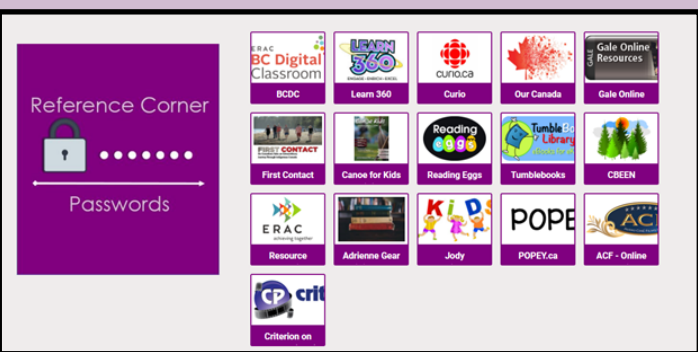 Reference Corner
Passwords
ERAC
BC Digital
Classroom
BCDC
LEARN
360
ENGAGE · ENRICH · EXCEL
Learn 360
curio.ca
Curio
Our Canada
GALE
Gale Online
Resources
Gale Online
FIRST CONTACT
First Contact
Kids
Canoe for Kids
Reading
eggs
Reading Eggs
TumbleBo
Library
Tumblebooks
CBEEN
ERAC
achieving together
Resource
Adrienne Gear
KiDS
Jody
POPE
POPEY.ca
ACF
ACF - Online
CP crit
Criterion on